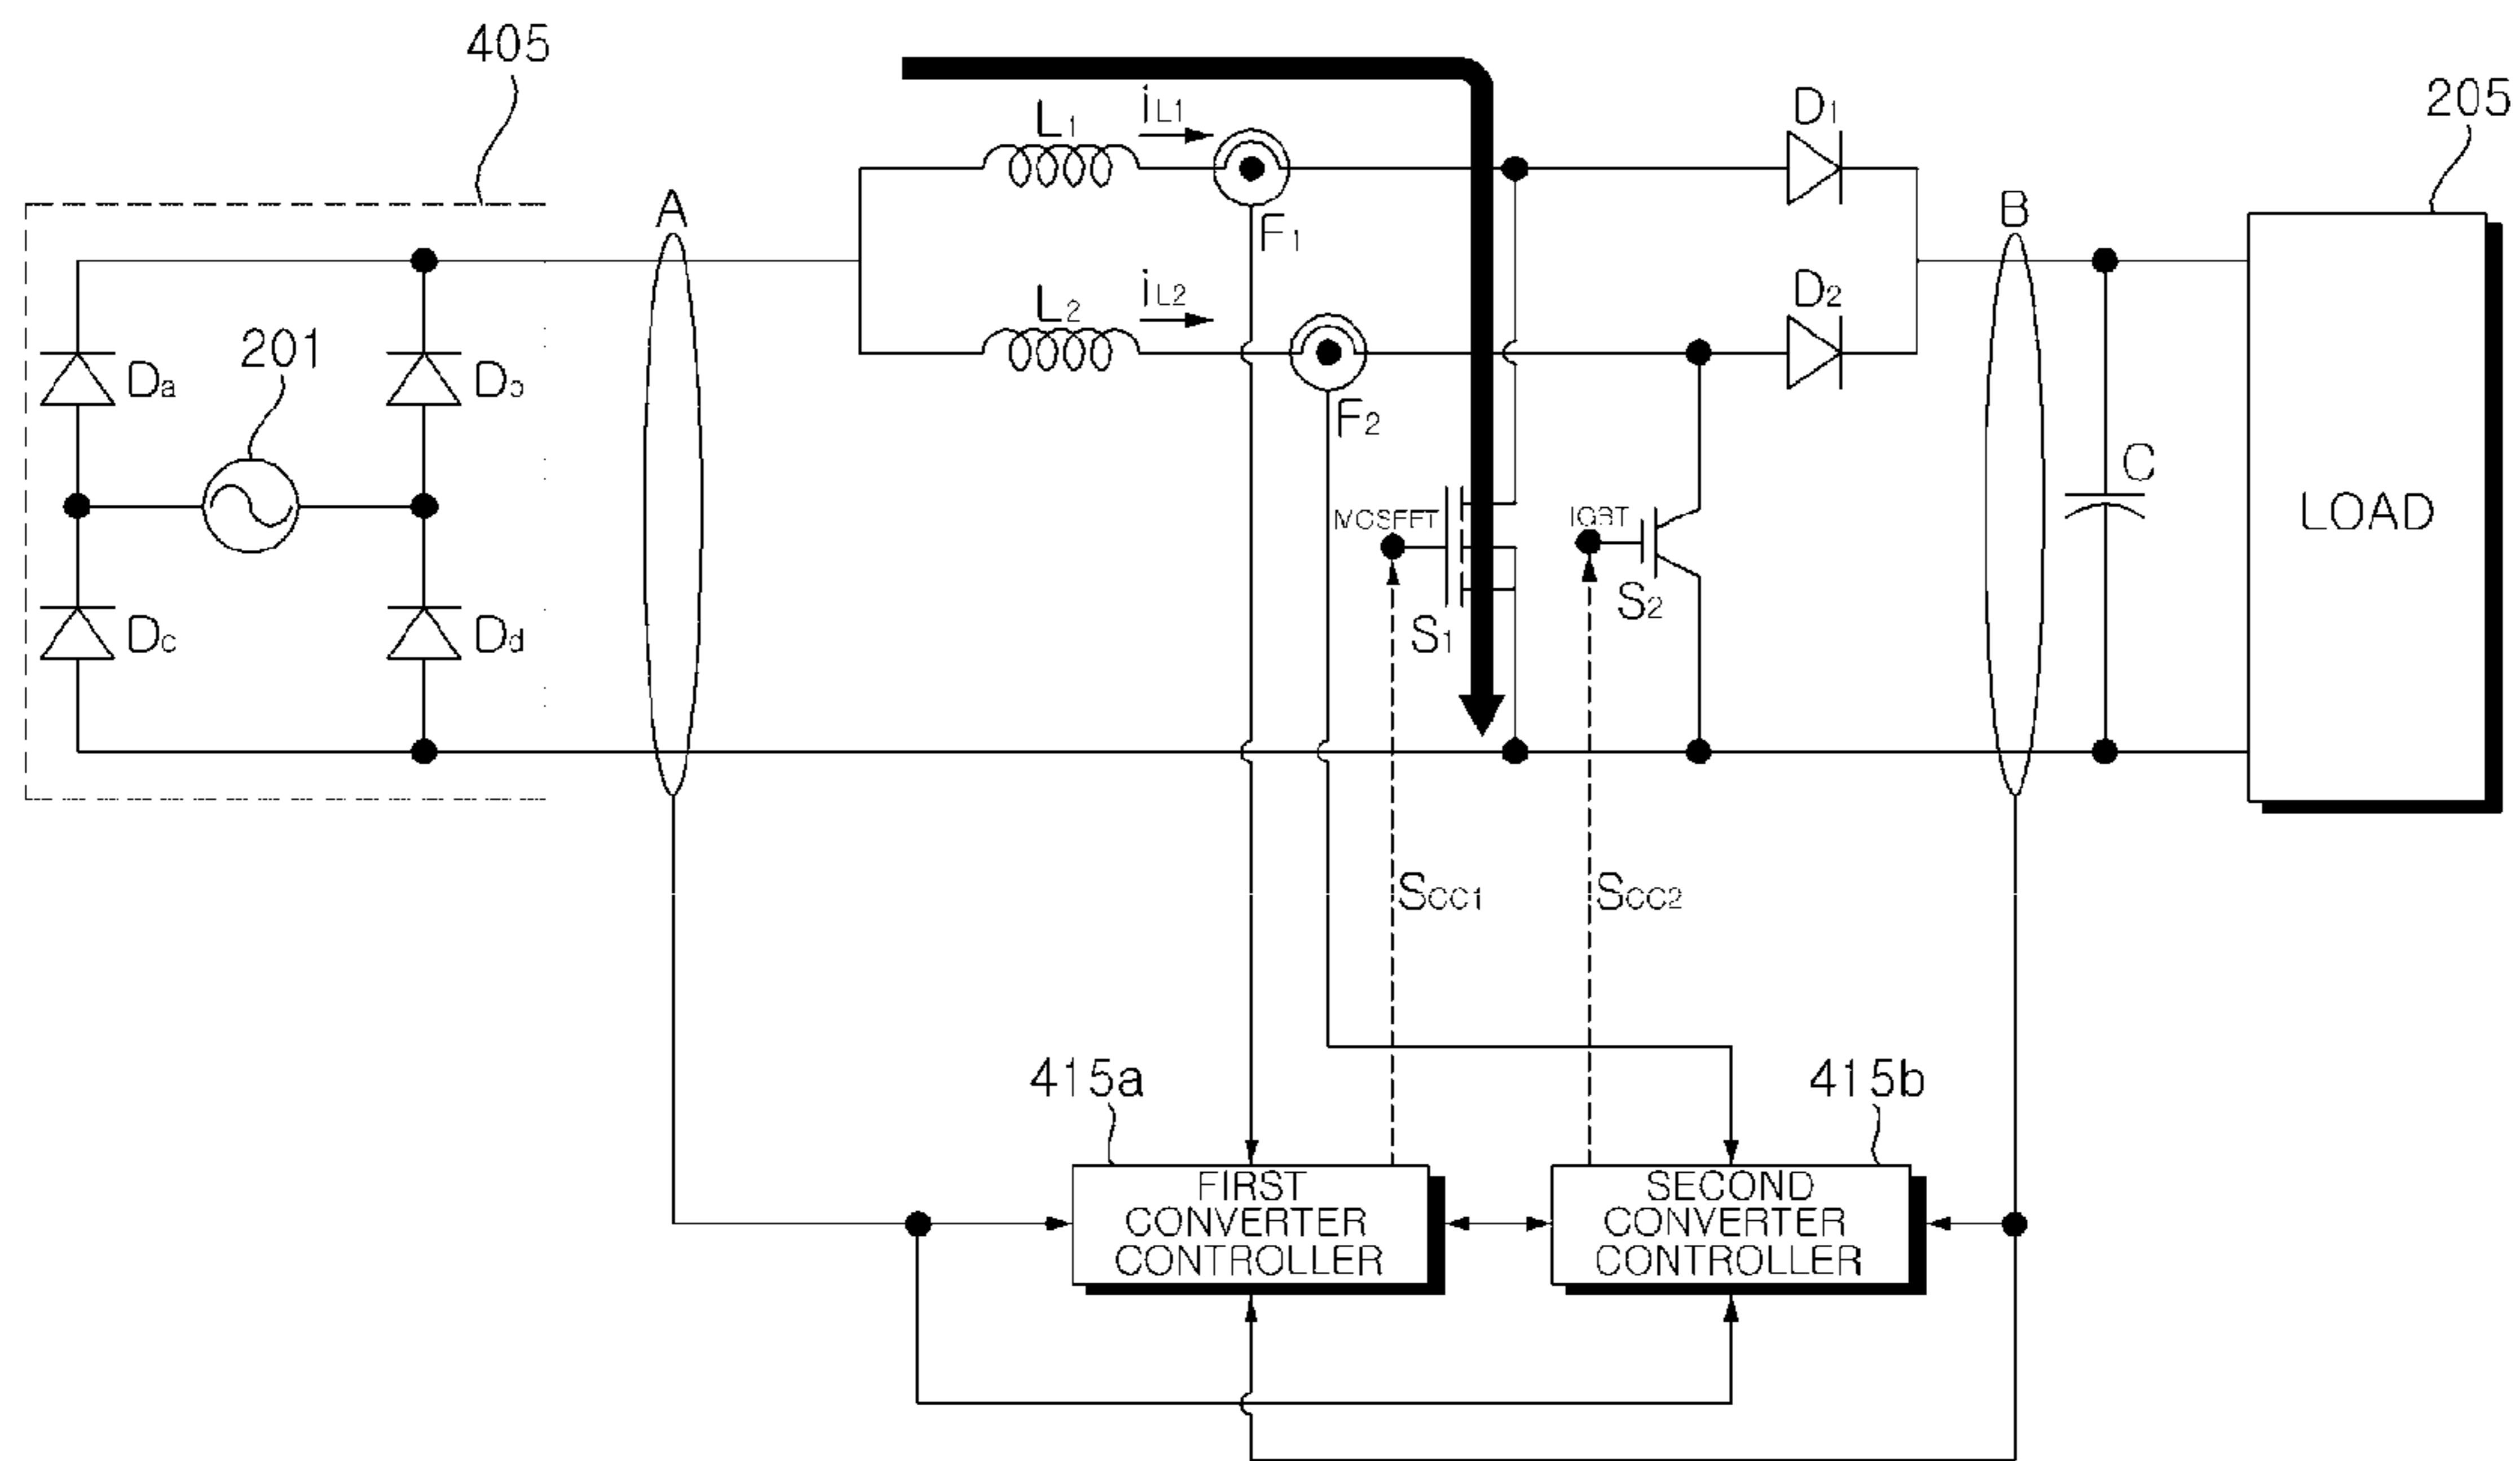 405
205
L1
iL1
D1
F1
A
B
L2
iL2
D2
F2
201
Da
Db
C
LOAD
MOSFET
IGBT
S1
S2
Dc
Dd
SCC1
SCC2
415a
415b
FIRST
CONVERTER
CONTROLLER
SECOND
CONVERTER
CONTROLLER